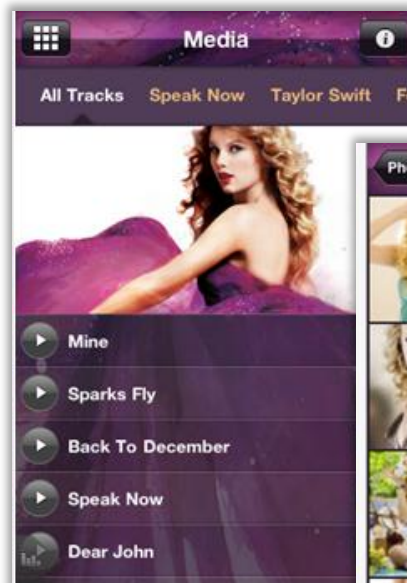 Media
All Tracks Speak Now Taylor Swift
Mine
Sparks Fly
Back To December
Speak Now
Dear John